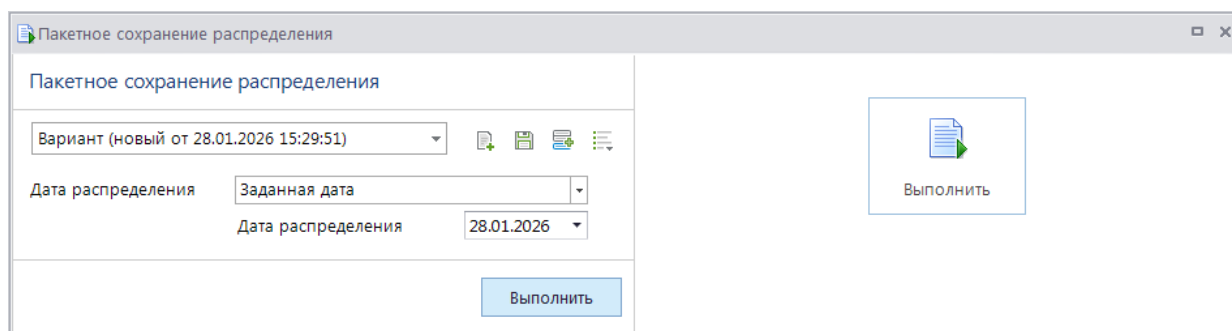 Пакетное сохранение распределения
Пакетное сохранение распределения
Вариант (новый от 28.01.2026 15:29:51)
Дата распределения Заданная дата
Дата распределения 28.01.2026
Выполнить
Выполнить